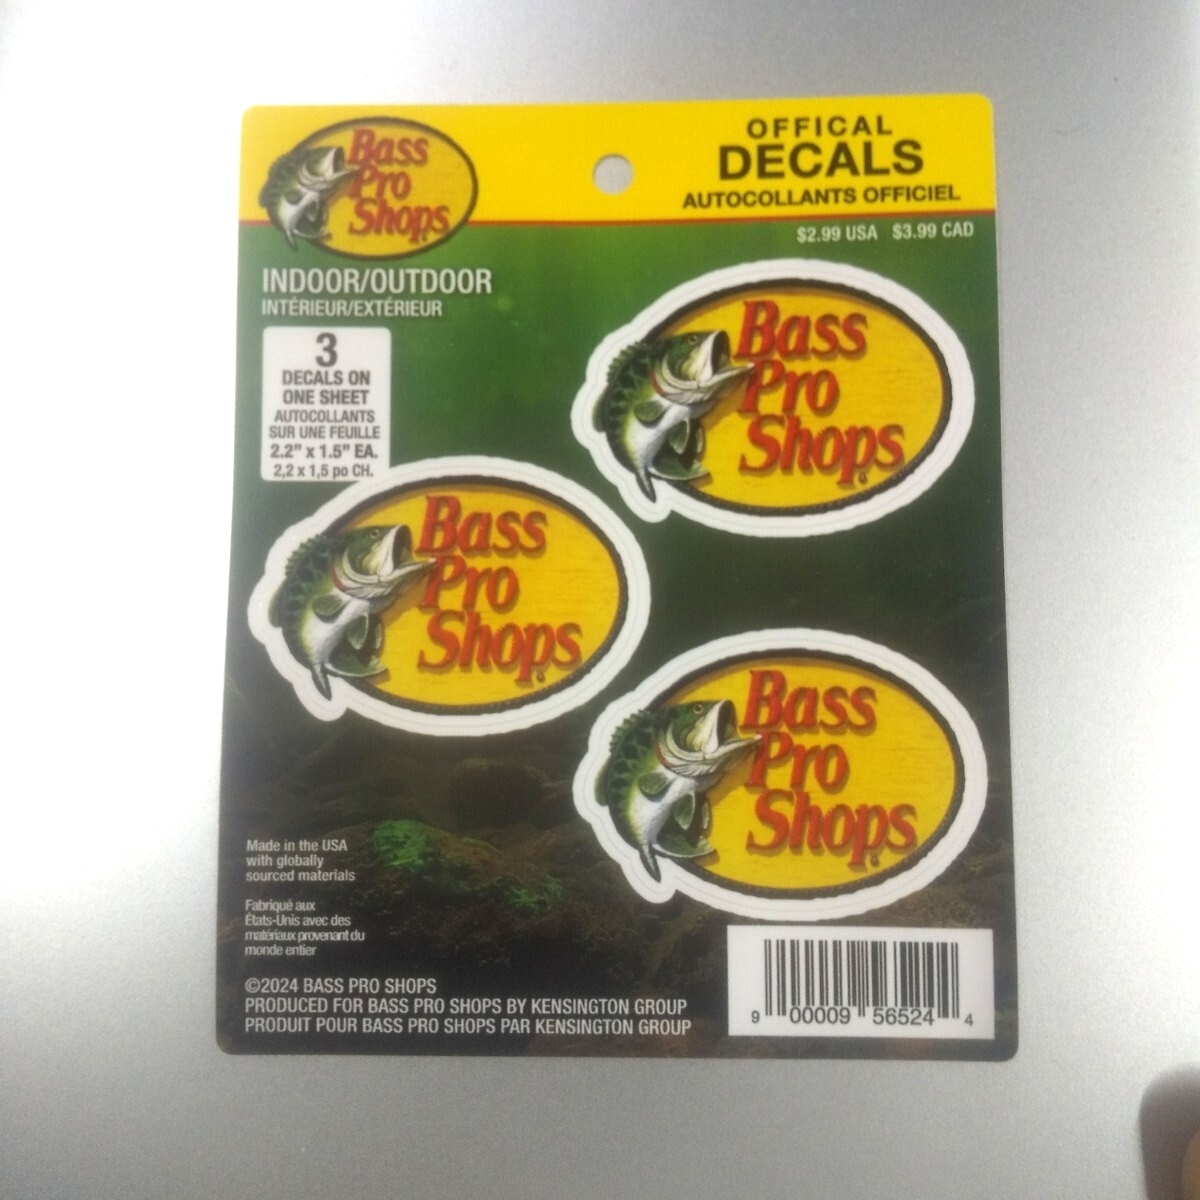 Bass
Pro
Shops
OFFICAL
DECALS
AUTOCOLLANTS OFFICIEL
$2.99 USA $3.99 CAD
INDOOR/OUTDOOR
INTÉRIEUR/EXTÉRIEUR
3
DECALS ON
ONE SHEET
AUTOCOLLANTS
SUR UNE FEUILLE
2.2" x 1.5" EA.
2,2 x 1,5 po CH.
Bass
Pro
Shops
Bass
Pro
Shops
Bass
Pro
Shops
Made in the USA
with globally
sourced materials
Fabriqué aux
États-Unis avec des
matériaux provenant du
monde entier
©2024 BASS PRO SHOPS
PRODUCED FOR BASS PRO SHOPS BY KENSINGTON GROUP
PRODUIT POUR BASS PRO SHOPS PAR KENSINGTON GROUP
9 00009 56524 4